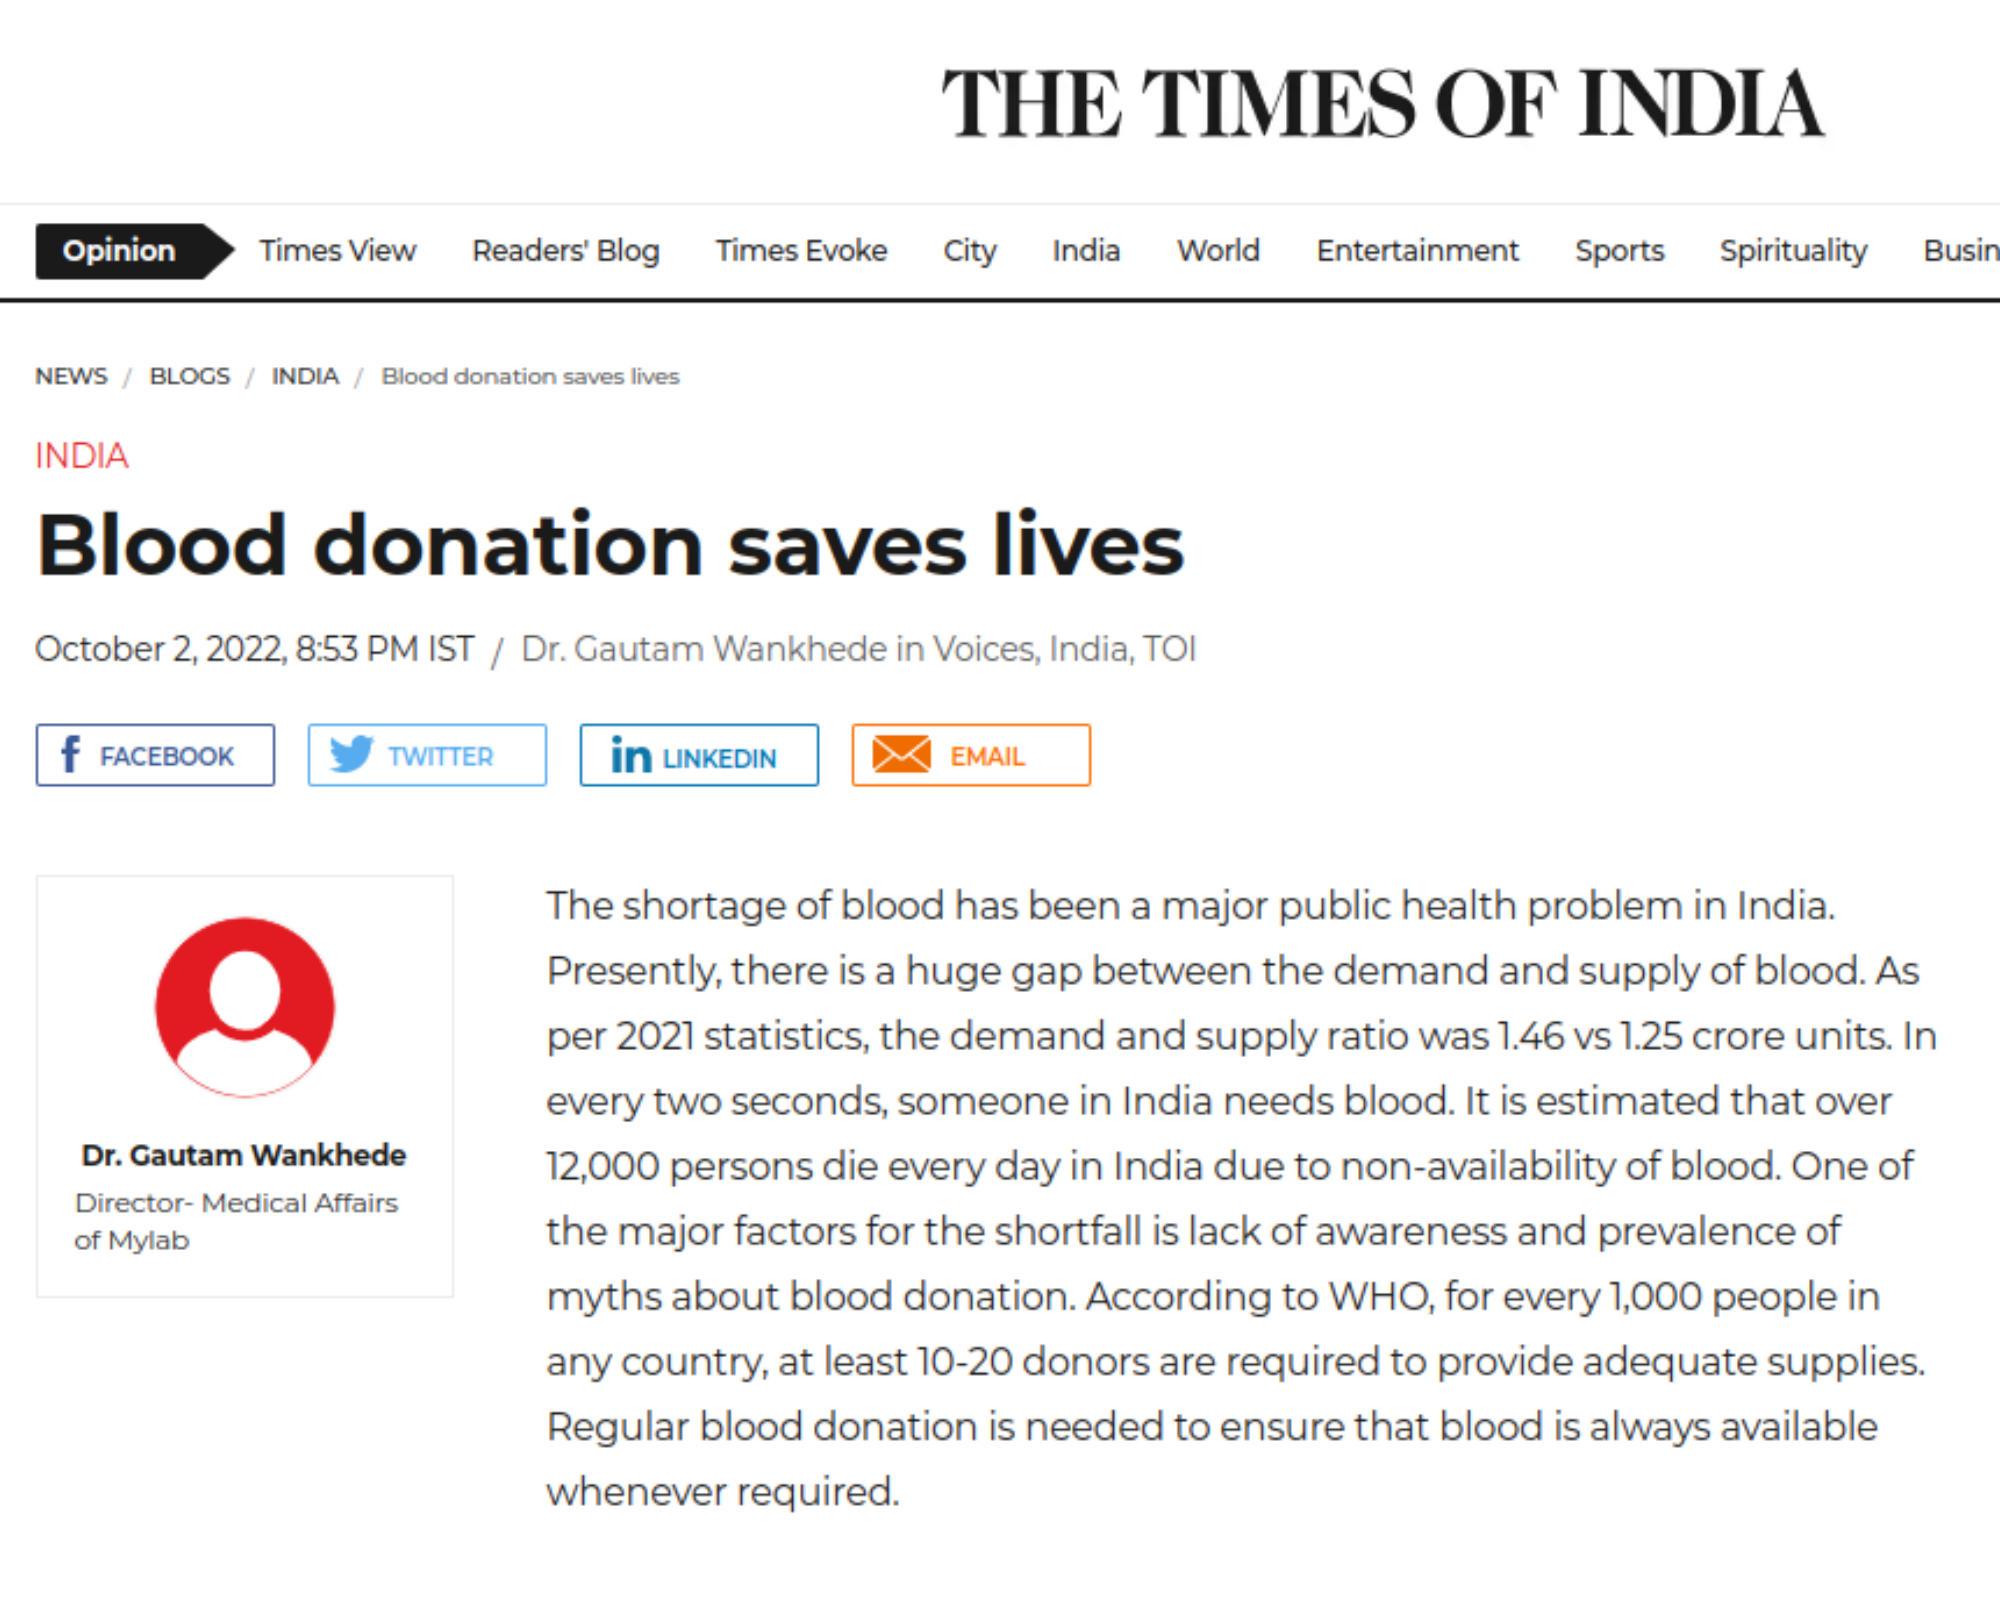 THE TIMES OF INDIA
Opinion Times View Readers' Blog Times Evoke City India World Entertainment Sports Spirituality Busin
NEWS / BLOGS / INDIA / Blood donation saves lives
INDIA
Blood donation saves lives
October 2, 2022, 8:53 PM IST / Dr. Gautam Wankhede in Voices, India, TOI
f FACEBOOK TWITTER in LINKEDIN EMAIL
Dr. Gautam Wankhede
Director- Medical Affairs
of Mylab
The shortage of blood has been a major public health problem in India.
Presently, there is a huge gap between the demand and supply of blood. As
per 2021 statistics, the demand and supply ratio was 1.46 vs 1.25 crore units. In
every two seconds, someone in India needs blood. It is estimated that over
12,000 persons die every day in India due to non-availability of blood. One of
the major factors for the shortfall is lack of awareness and prevalence of
myths about blood donation. According to WHO, for every 1,000 people in
any country, at least 10-20 donors are required to provide adequate supplies.
Regular blood donation is needed to ensure that blood is always available
whenever required.